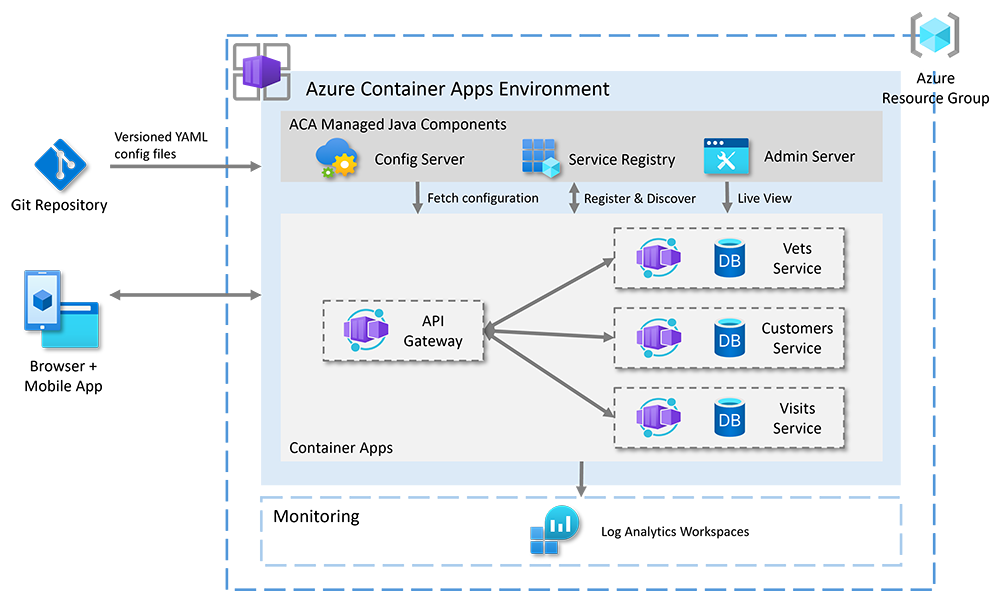 Azure
Resource Group
Azure Container Apps Environment
ACA Managed Java Components
Config Server
Service Registry
Admin Server
Versioned YAML
config files
Git Repository
Fetch configuration
Register & Discover
Live View
DB
Vets
Service
API
Gateway
DB
Customers
Service
DB
Visits
Service
Browser +
Mobile App
Container Apps
Monitoring
Log Analytics Workspaces